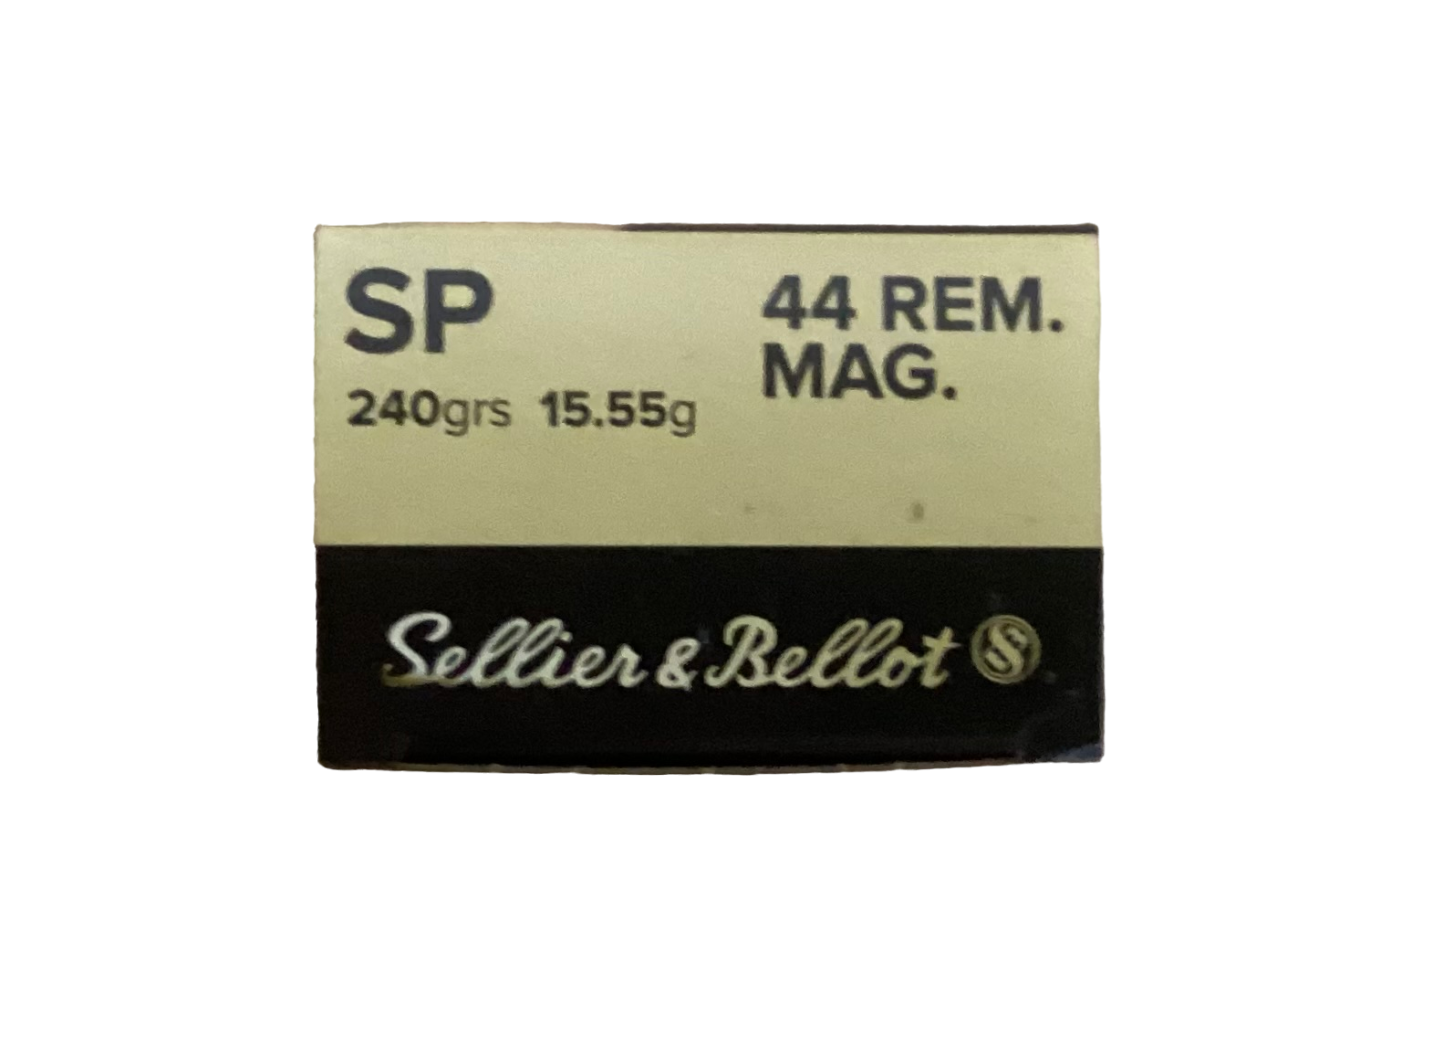 SP
240grs 15.55g
44 REM.
MAG.
Sellier & Bellot S